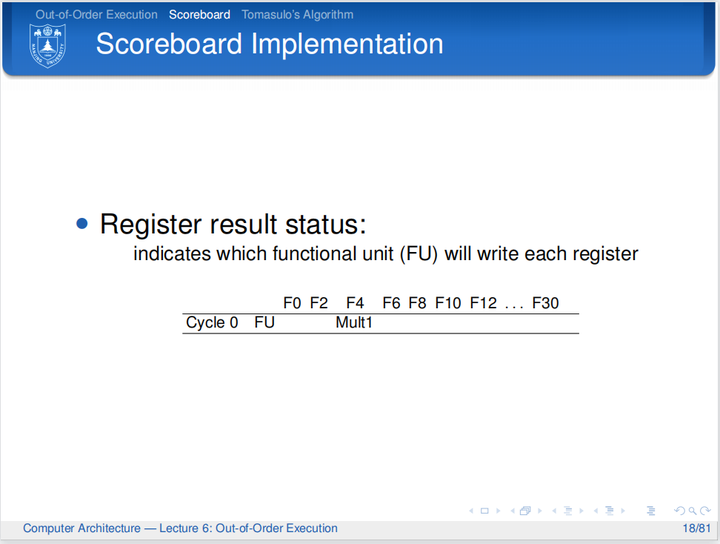 Out-of-Order Execution Scoreboard Tomasulo's Algorithm
Scoreboard Implementation
Register result status:
indicates which functional unit (FU) will write each register
F0 F2 F4 F6 F8 F10 F12 ... F30
Cycle 0 FU Mult1
Computer Architecture — Lecture 6: Out-of-Order Execution 18/81